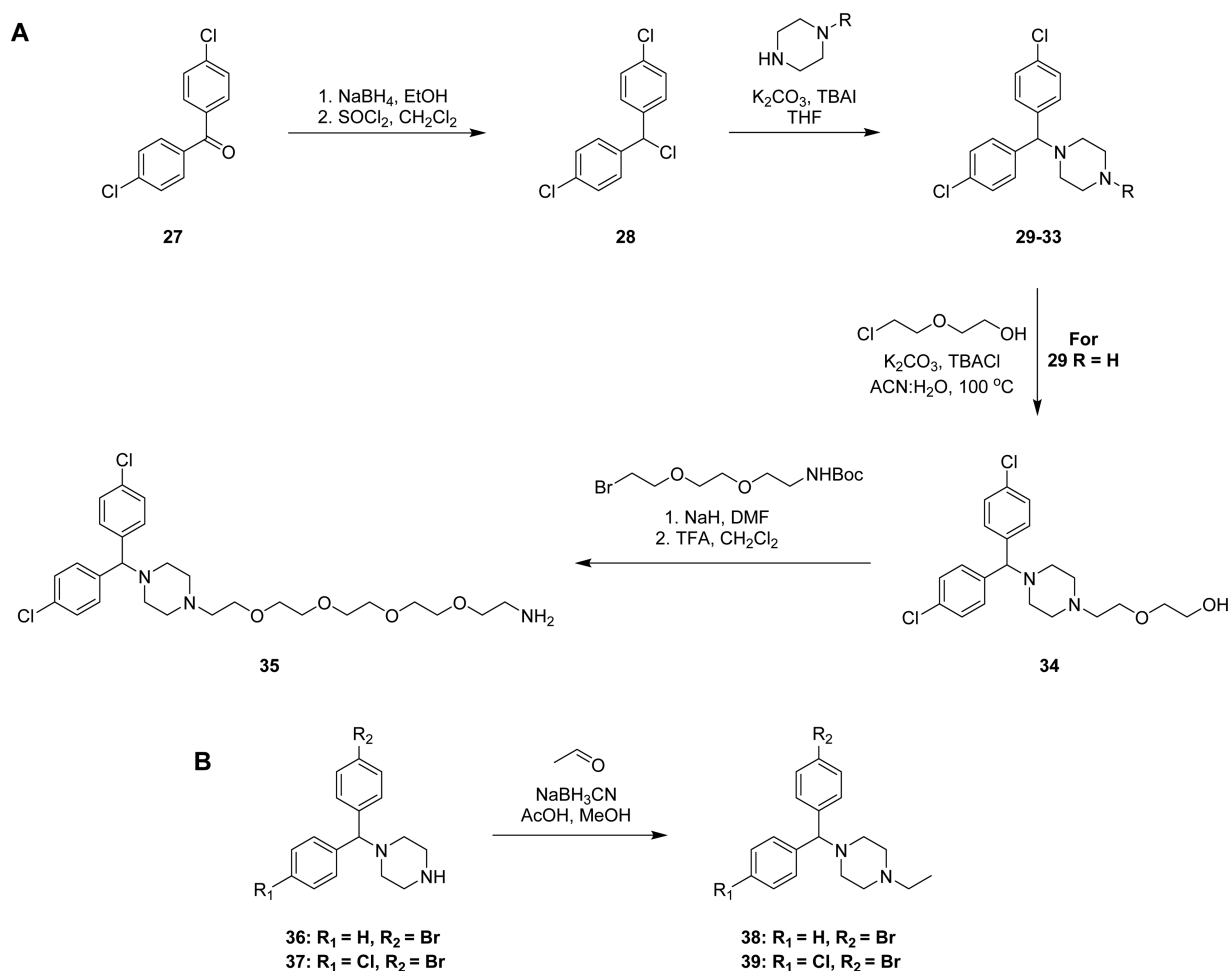 A
Cl
Cl
O
27
1. NaBH4, EtOH
2. SOCl2, CH2Cl2
Cl
Cl
Cl
28
R
N
HN
K2CO3, TBAI
THF
Cl
Cl
N
N
R
29-33
Cl
O
OH
K2CO3, TBACl
ACN:H2O, 100 °C
For
29 R = H
Cl
Cl
N
N
O
OH
34
Br
O
O
NHBoc
1. NaH, DMF
2. TFA, CH2Cl2
Cl
Cl
N
N
O
O
O
O
NH2
35
B
R2
R1
N
NH
36: R1 = H, R2 = Br
37: R1 = Cl, R2 = Br
O
NaBH3CN
AcOH, MeOH
R2
R1
N
N
38: R1 = H, R2 = Br
39: R1 = Cl, R2 = Br